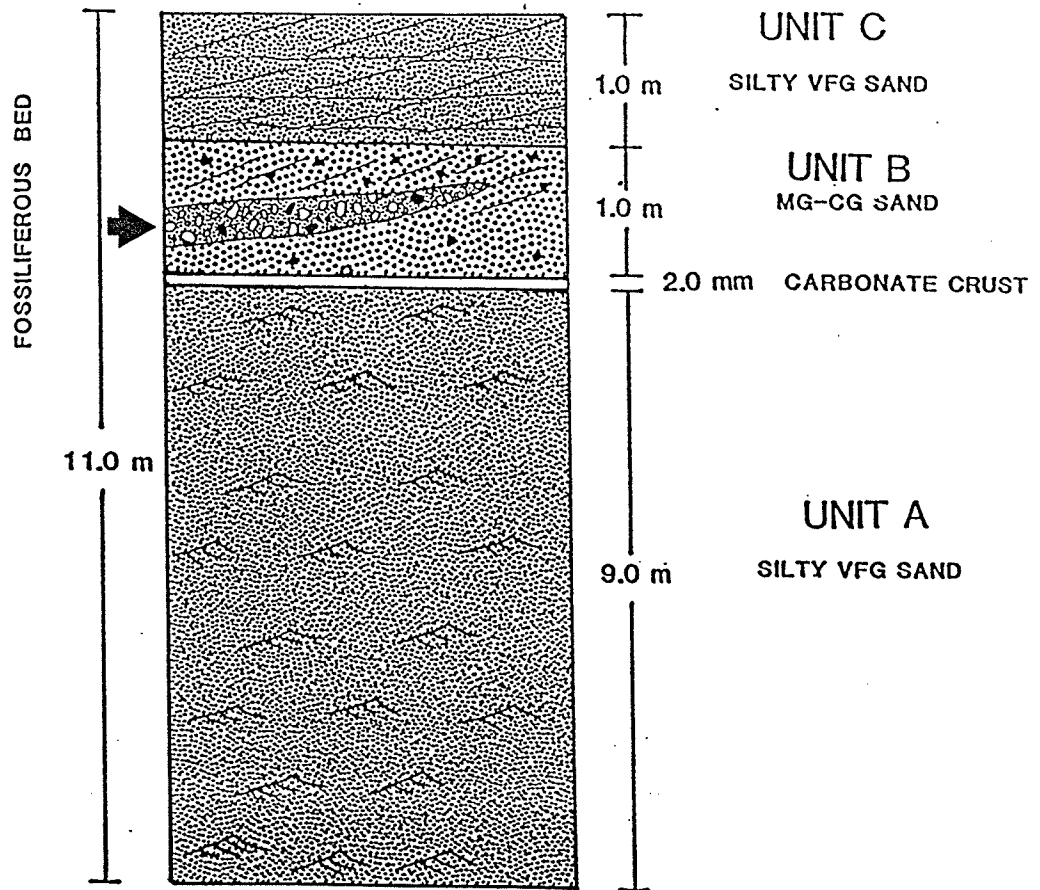 FOSSILIFEROUS BED
11.0 m
UNIT C
1.0 m SILTY VFG SAND
UNIT B
1.0 m MG-CG SAND
2.0 mm CARBONATE CRUST
UNIT A
9.0 m SILTY VFG SAND